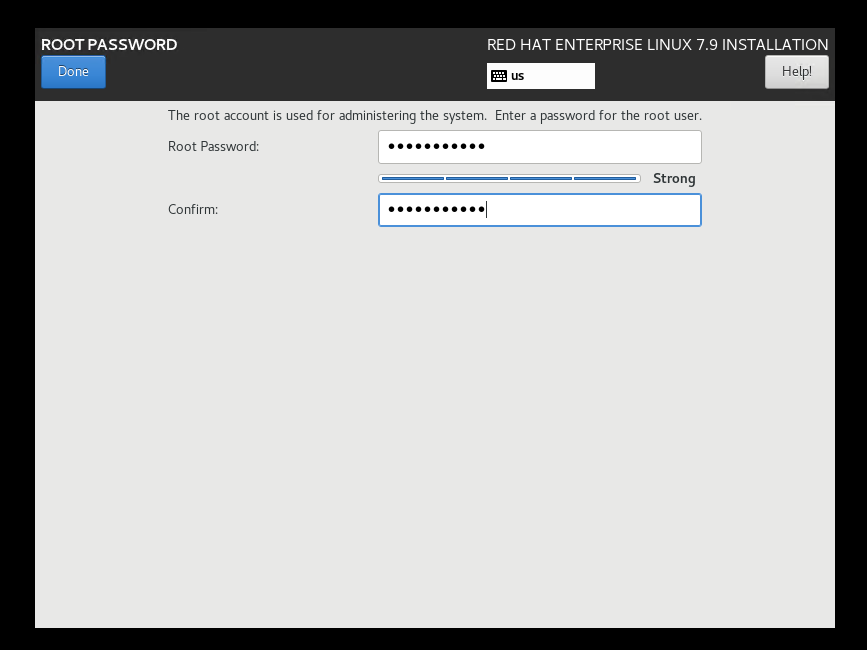 ROOT PASSWORD
RED HAT ENTERPRISE LINUX 7.9 INSTALLATION
Done
us
Help!
The root account is used for administering the system.  Enter a password for the root user.
Root Password: ●●●●●●●●●●●
Strong
Confirm: ●●●●●●●●●●●